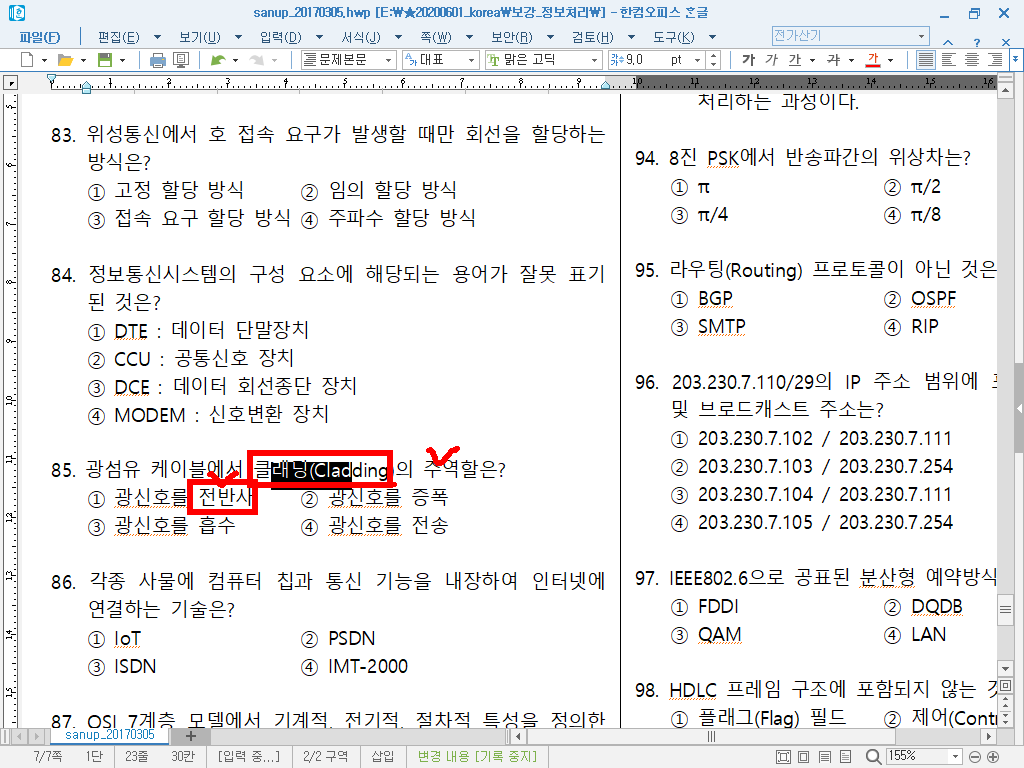 sanup_20170305.hwp [E:₩★20200601_korea₩보강_정보처리₩] - 한컴오피스 한글
파일(F) 편집(E) 보기(U) 입력(D) 서식(J) 쪽(W) 보안(R) 검토(H) 도구(K)
전가산기
문제본문 대표 맑은 고딕 9,0 pt 가 가 가 가 가
1 2 3 4 5 6 7 8 9 10 11 12 13 14 15 16
83. 위성통신에서 호 접속 요구가 발생할 때만 회선을 할당하는
방식은?
① 고정 할당 방식 ② 임의 할당 방식
③ 접속 요구 할당 방식 ④ 주파수 할당 방식
84. 정보통신시스템의 구성 요소에 해당되는 용어가 잘못 표기
된 것은?
① DTE : 데이터 단말장치
② CCU : 공통신호 장치
③ DCE : 데이터 회선종단 장치
④ MODEM : 신호변환 장치
85. 광섬유 케이블에서 클래딩(Cladding)의 주역할은?
① 광신호를 전반사 ② 광신호를 증폭
③ 광신호를 흡수 ④ 광신호를 전송
86. 각종 사물에 컴퓨터 칩과 통신 기능을 내장하여 인터넷에
연결하는 기술은?
① IoT ② PSDN
③ ISDN ④ IMT-2000
87. OSI 7계층 모델에서 기계적, 전기적, 절차적 특성을 정의한
처리하는 과정이다.
94. 8진 PSK에서 반송파간의 위상차는?
① π ② π/2
③ π/4 ④ π/8
95. 라우팅(Routing) 프로토콜이 아닌 것은
① BGP ② OSPF
③ SMTP ④ RIP
96. 203.230.7.110/29의 IP 주소 범위에
및 브로드캐스트 주소는?
① 203.230.7.102 / 203.230.7.111
② 203.230.7.103 / 203.230.7.254
③ 203.230.7.104 / 203.230.7.111
④ 203.230.7.105 / 203.230.7.254
97. IEEE802.6으로 공표된 분산형 예약방식
① FDDI ② DQDB
③ QAM ④ LAN
98. HDLC 프레임 구조에 포함되지 않는
① 플래그(Flag) 필드 ② 제어(Contr
sanup_20170305
7/7쪽 1단 23줄 30칸 [입력 중...] 2/2 구역 삽입 변경 내용 [기록 중지] 155%